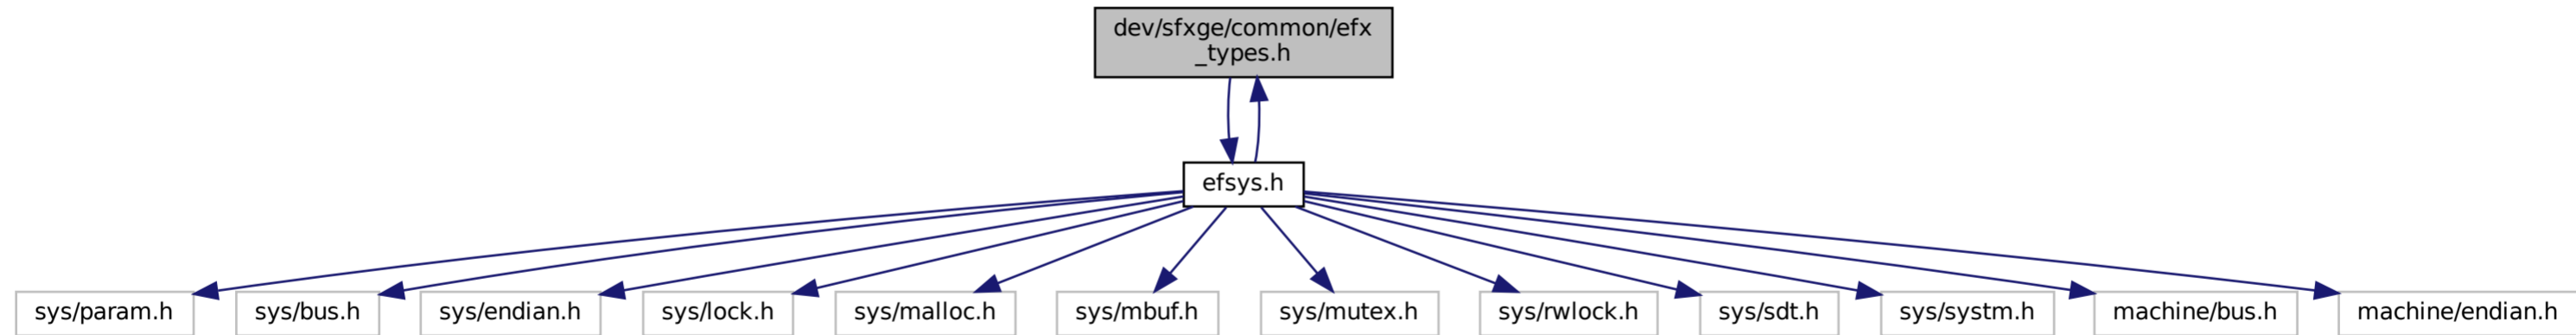 dev/sfxge/common/efx
_types.h
efsys.h
sys/param.h
sys/bus.h
sys/endian.h
sys/lock.h
sys/malloc.h
sys/mbuf.h
sys/mutex.h
sys/rwlock.h
sys/sdt.h
sys/systm.h
machine/bus.h
machine/endian.h